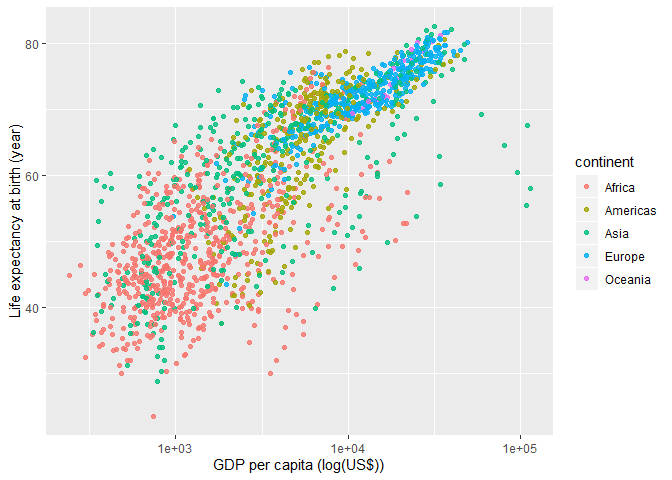 80
60
40
Life expectancy at birth (year)
1e+03
1e+04
1e+05
GDP per capita (log(US$))
continent
Africa
Americas
Asia
Europe
Oceania